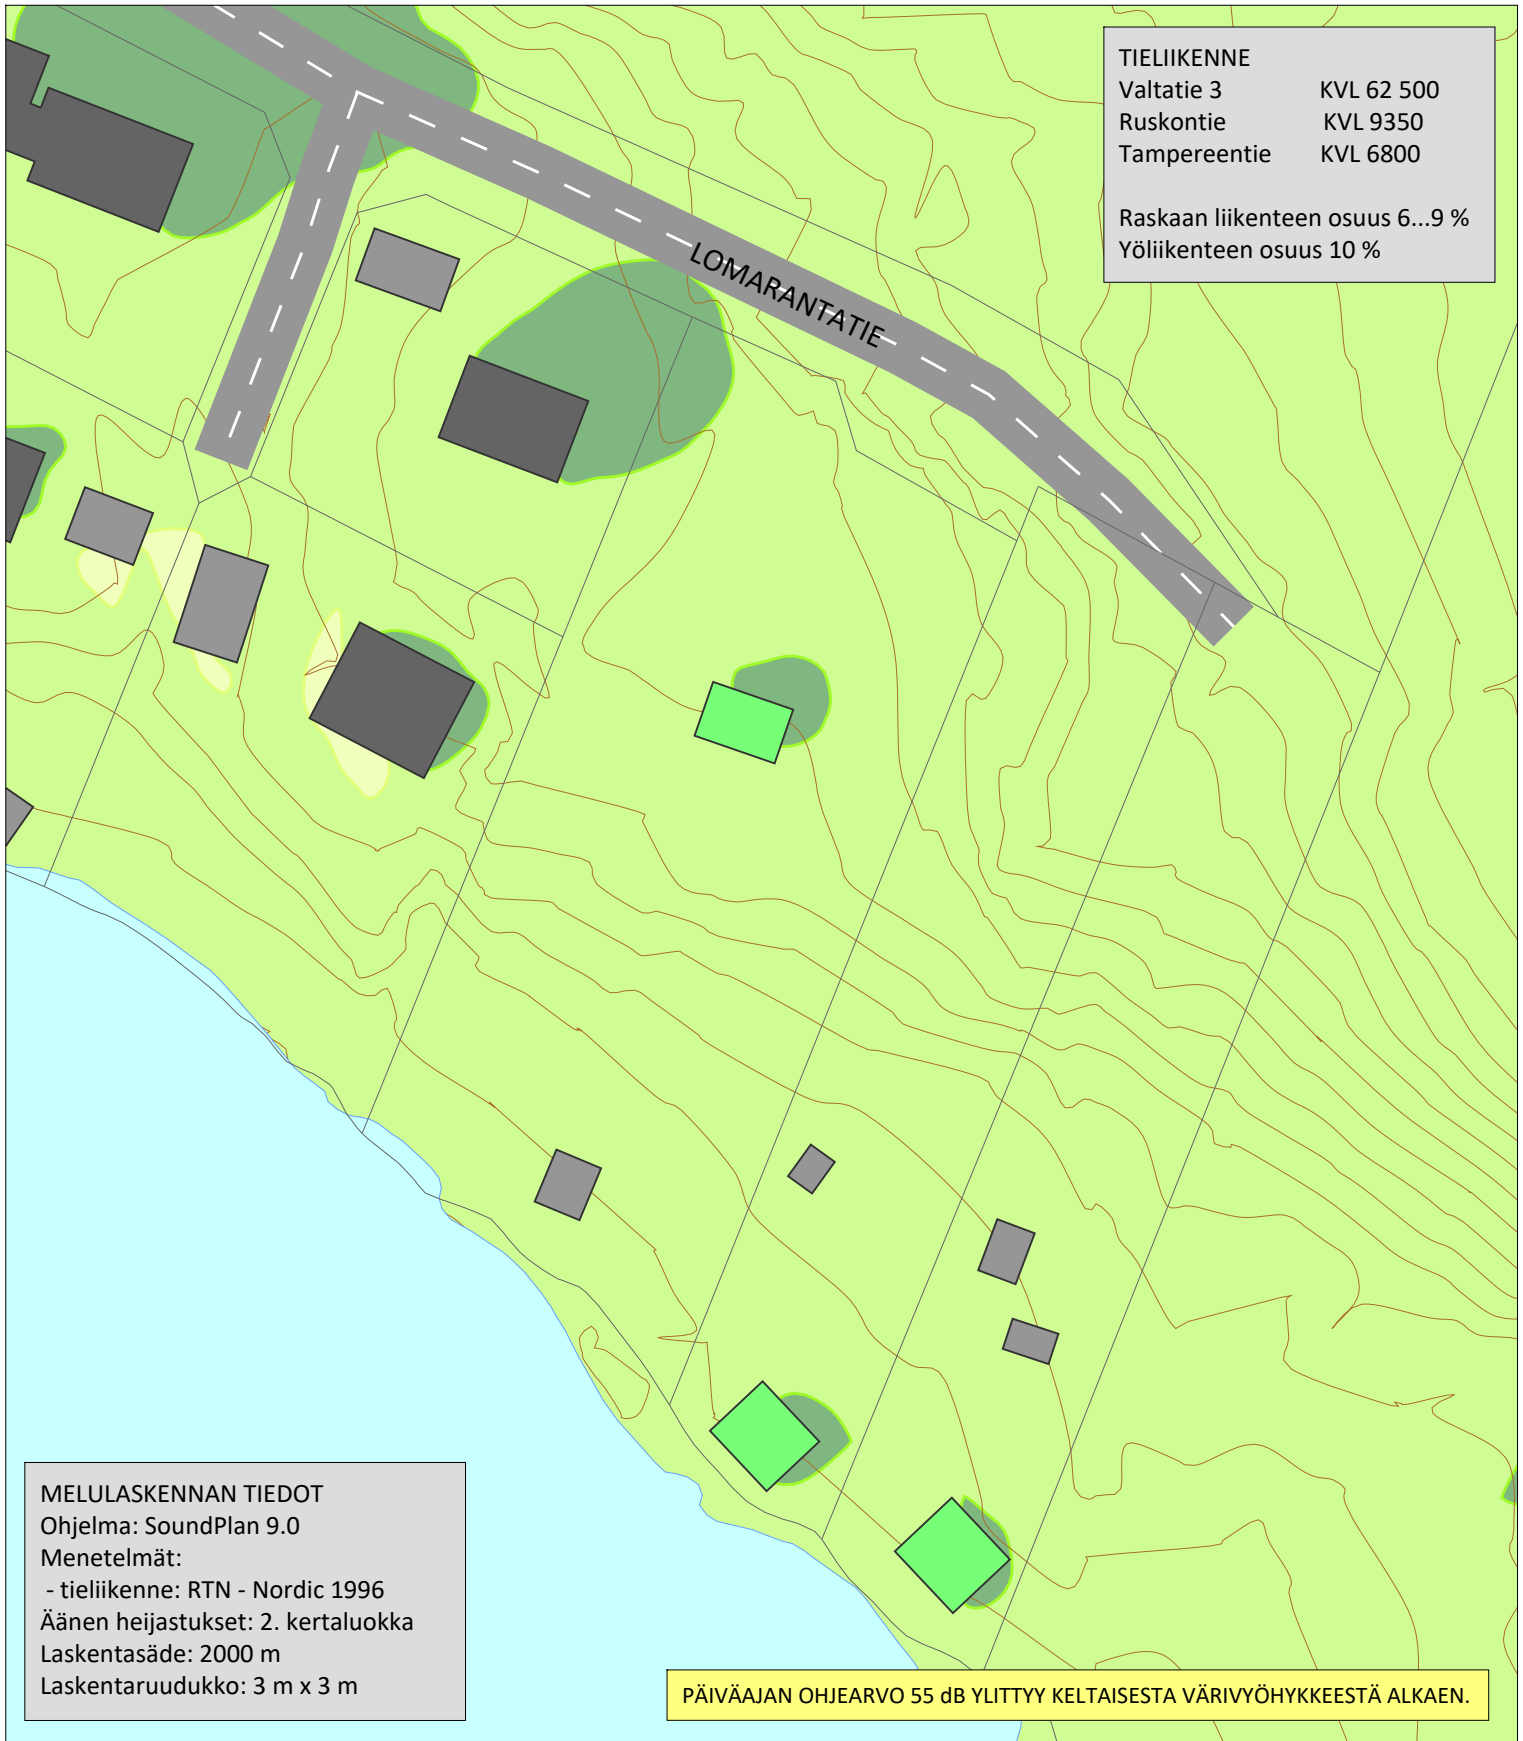 TIELIIKENNE
Valtatie 3 KVL 62 500
Ruskontie KVL 9350
Tampereentie KVL 6800
Raskaan liikenteen osuus 6...9 %
Yöliikenteen osuus 10 %
LOMARANTATIE
MELULASKENNAN TIEDOT
Ohjelma: SoundPlan 9.0
Menetelmät:
- tieliikenne: RTN - Nordic 1996
Äänen heijastukset: 2. kertaluokka
Laskentasäde: 2000 m
Laskentaruudukko: 3 m x 3 m
PÄIVÄAJAN OHJEARVO 55 dB YLITTYY KELTAISESTA VÄRIVYÖHYKKEESTÄ ALKAEN.